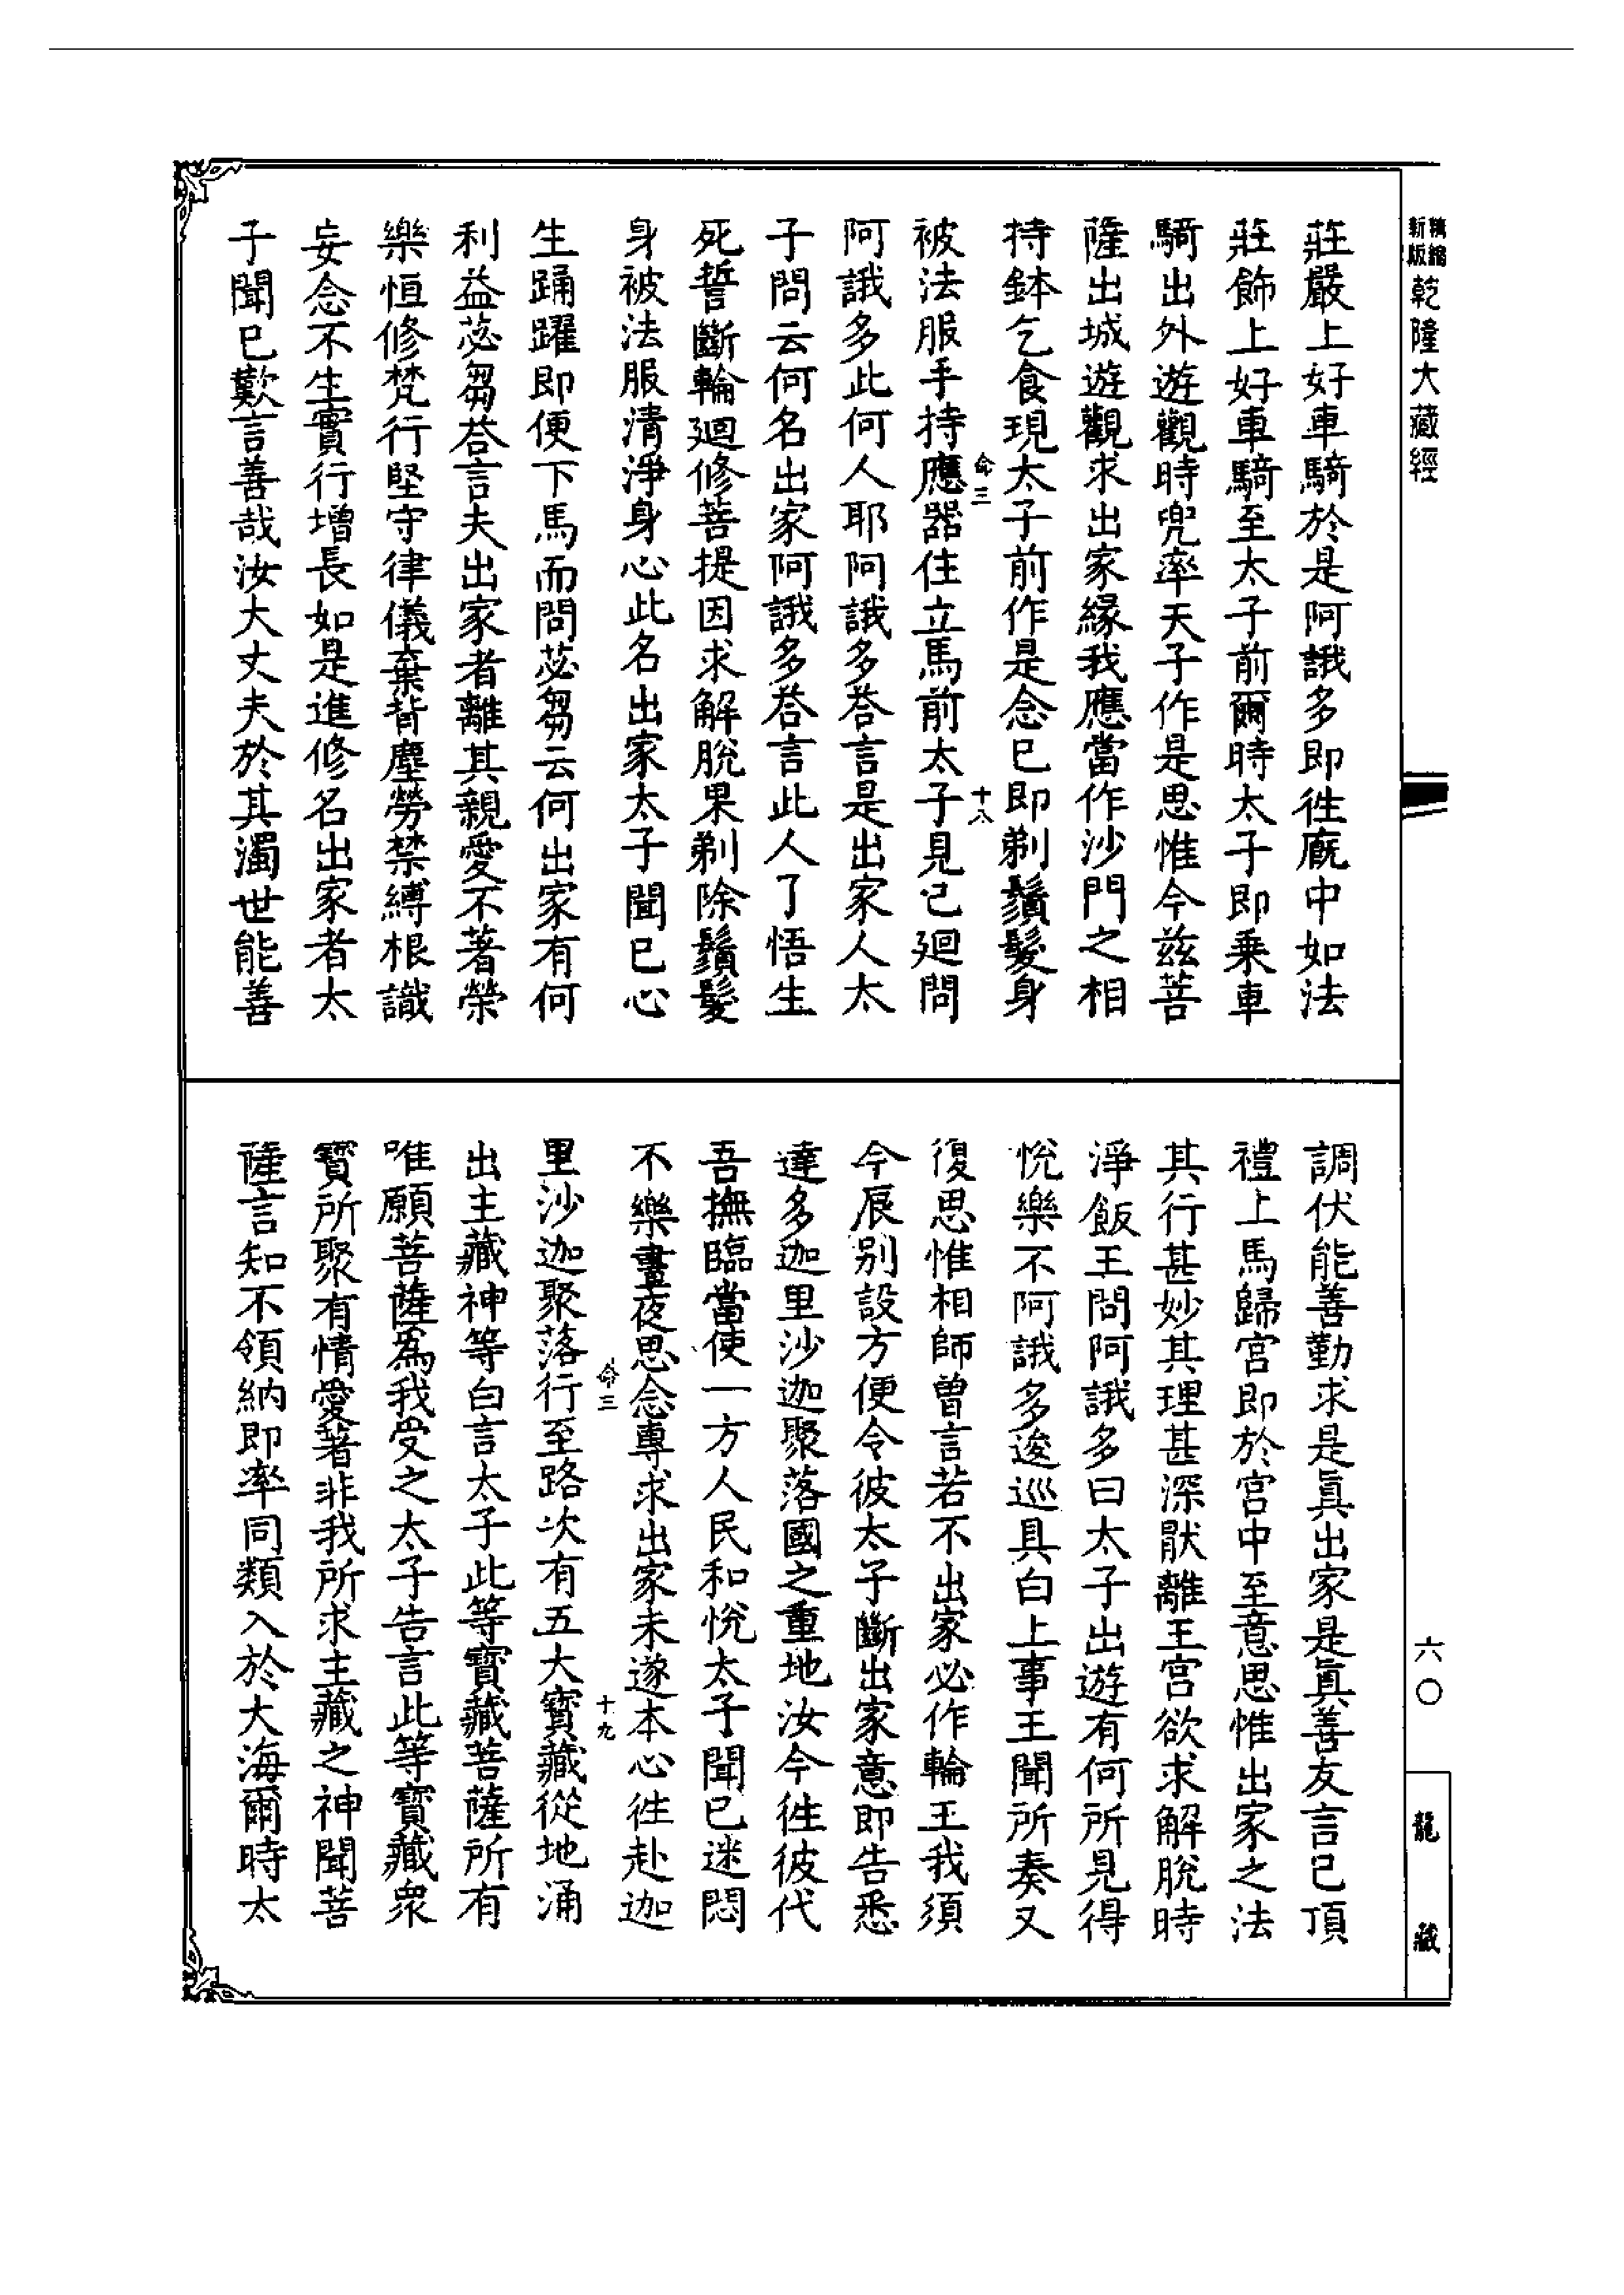 精縮新版乾隆大藏經
莊嚴上好車騎於是阿誐多即徃廐中如法
莊飾上好車騎至太子前爾時太子即乗車
騎出外遊觀時兜率天子作是思惟今兹菩
薩出城遊觀求出家緣我應當作沙門之相
持鉢乞食現太子前作是念已即剃鬚髮身
命三
十八
被法服手持應器住立馬前太子見已廻問
阿誐多此何人耶阿誐多荅言是出家人太
子問云何名出家阿誐多荅言此人了悟生
死誓斷輪廻修菩提因求解脫果剃除鬚髮
身被法服清淨身心此名出家太子聞已心
生踊躍即便下馬而問苾芻云何出家有何
利益苾芻荅言夫出家者離其親愛不著榮
樂恒修梵行堅守律儀棄背塵勞禁縛根識
妄念不生實行增長如是進修名出家者太
子聞已歎言善哉汝大丈夫於其濁世能善
調伏能善勤求是眞出家是眞善友言已頂
禮上馬歸宮即於宮中至意思惟出家之法
其行甚妙其理甚深猒離王宮欲求解脫時
淨飯王問阿誐多曰太子出遊有何所見得
悅樂不阿誐多逡巡具白上事王聞所奏又
復思惟相師曽言若不出家必作輪王我須
今辰別設方便令彼太子斷出家意即告悉
達多迦里沙迦聚落國之重地汝今徃彼代
吾撫臨當使一方人民和悅太子聞已迷悶
不樂晝夜思念專求出家未遂本心徃赴迦
命三
十九
里沙迦聚落行至路次有五大寳藏從地涌
出主藏神等白言太子此等寳藏菩薩所有
唯願菩薩爲我受之太子告言此等寳藏衆
寳所聚有情愛著非我所求主藏之神聞菩
薩言知不領納即率同類入於大海爾時太
六〇
龍藏